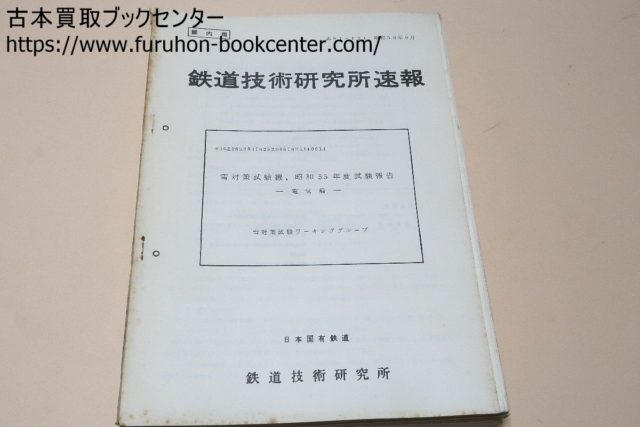 古本買取ブックセンター
https://www.furuhon-bookcenter.com/
部内用
鉄道技術研究所速報
雪対策試験線、昭和55年度試験報告
— 電気編 —
雪対策試験ワーキンググループ
日本国有鉄道
鉄道技術研究所